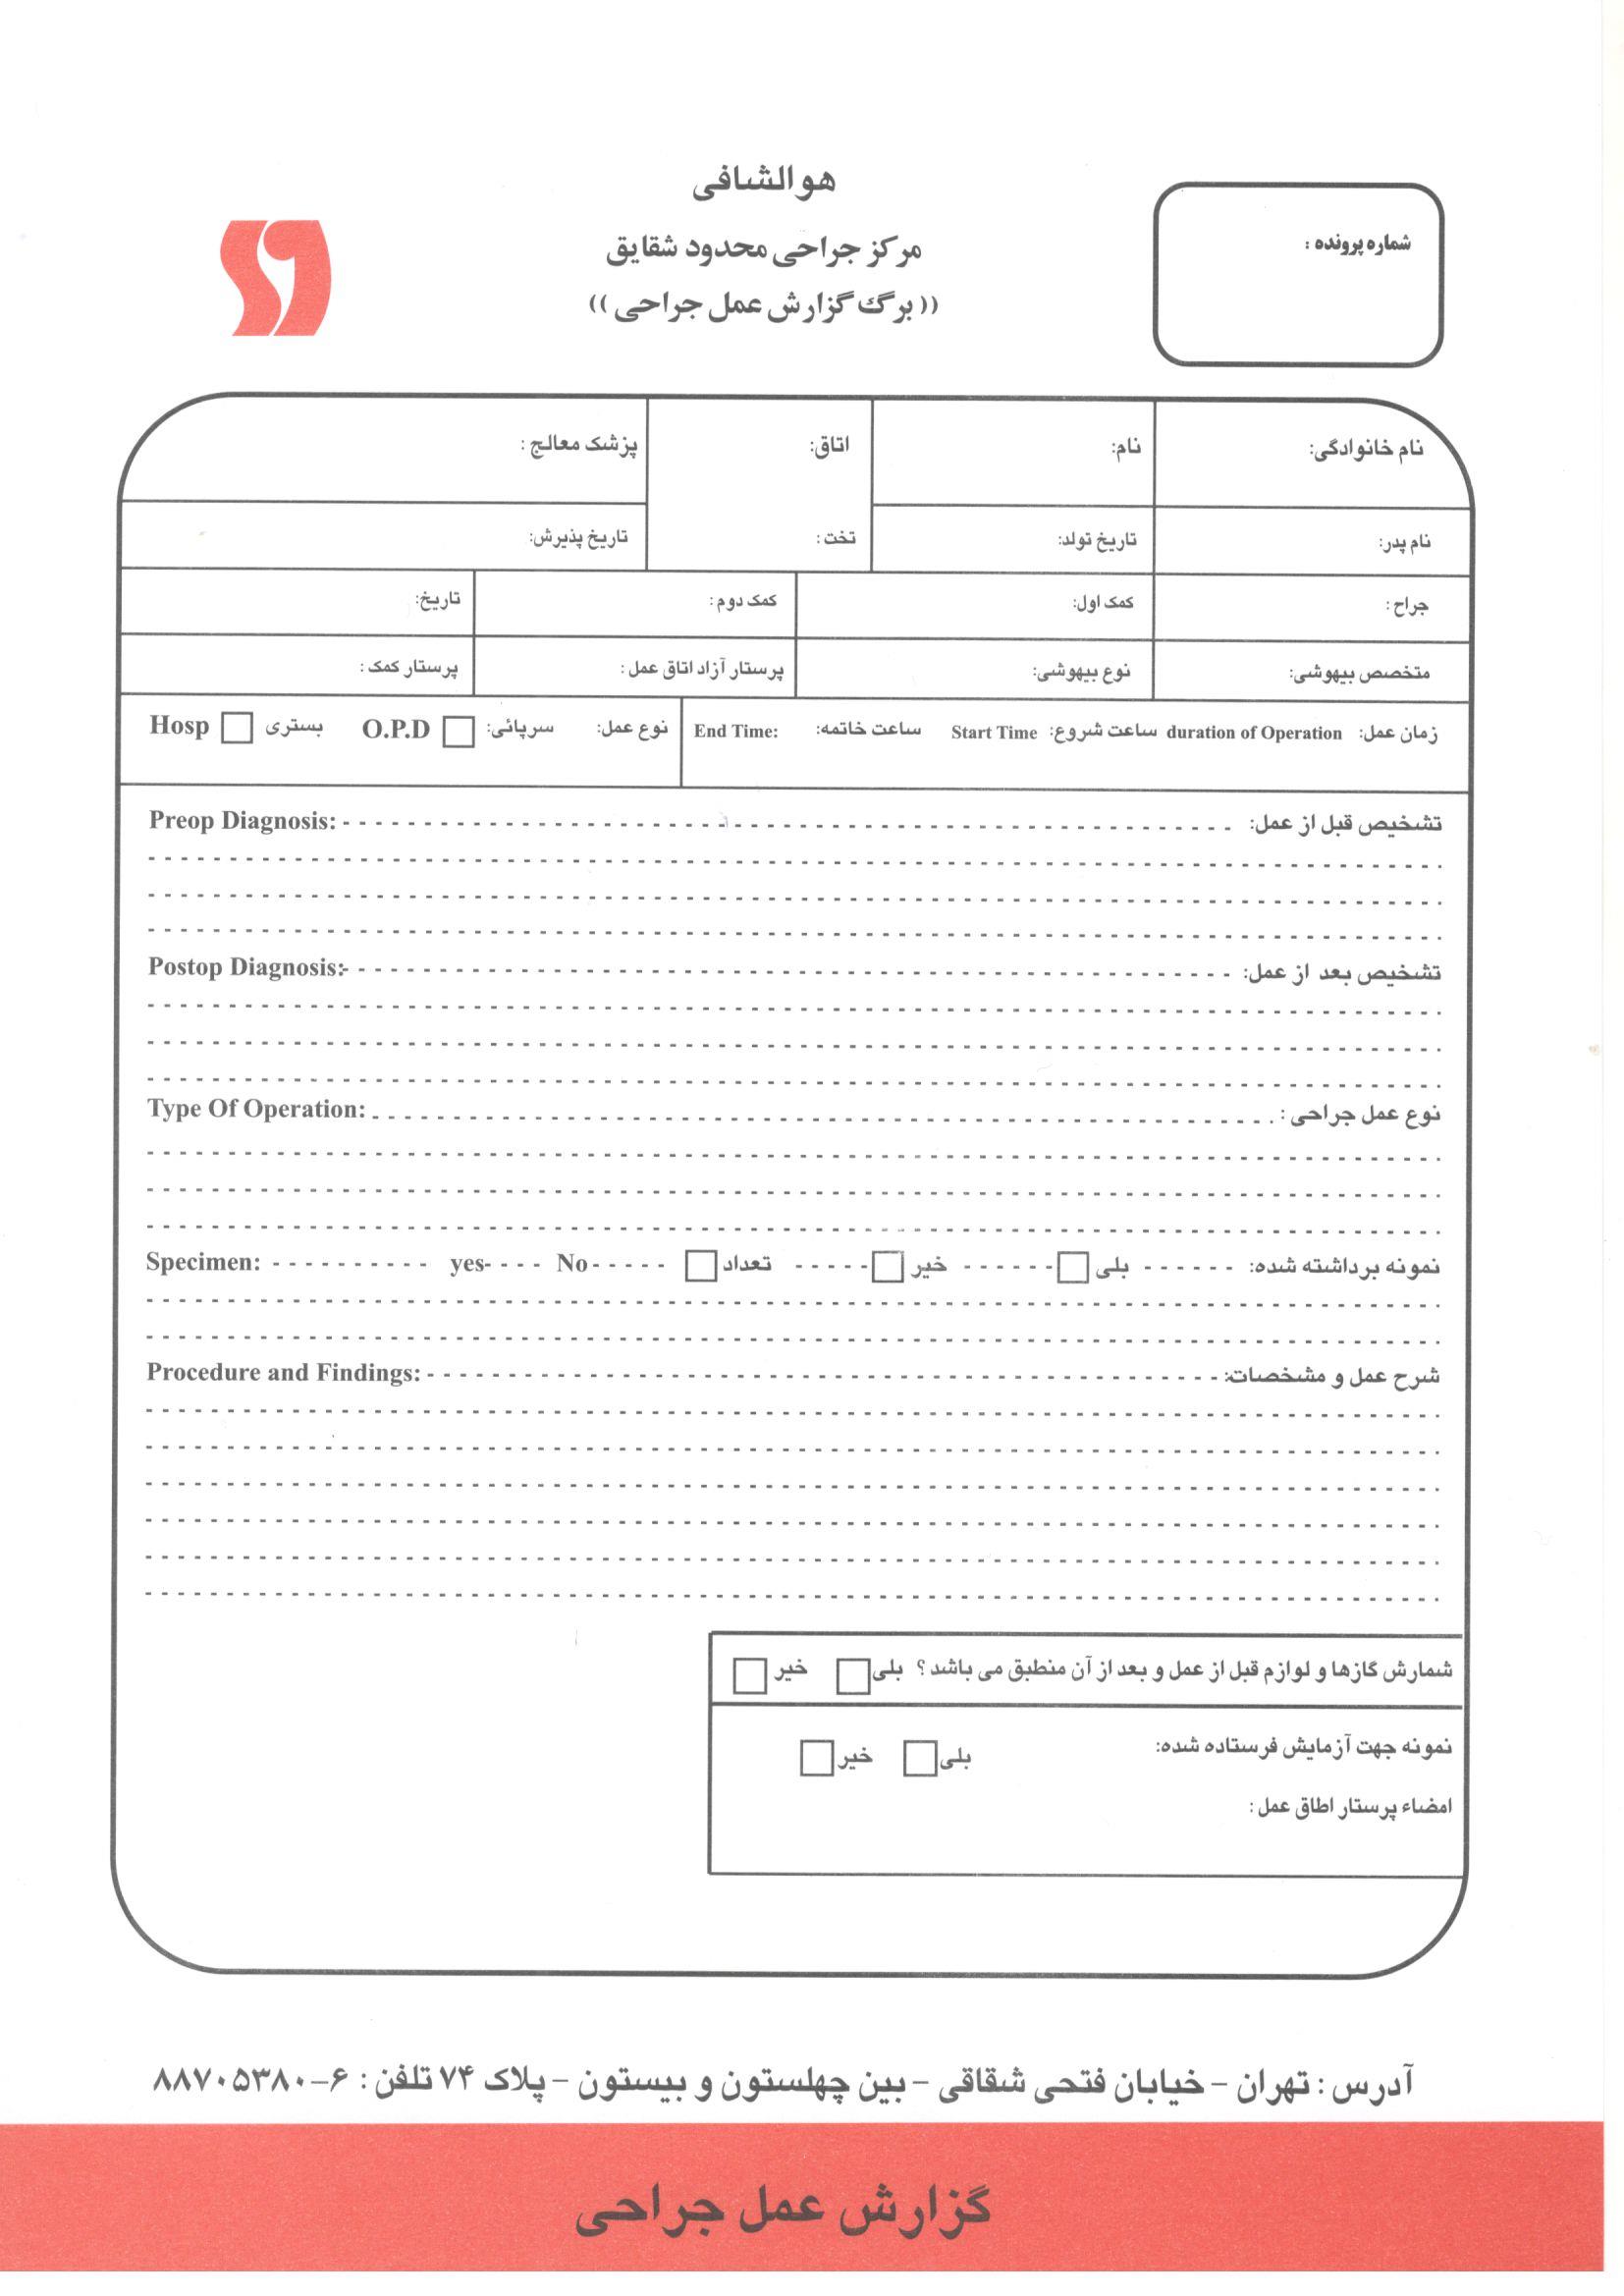 هوالشافی
شماره پرونده :
مرکز جراحی محدود شقایق
(( برگ گزارش عمل جراحی ))
نام خانوادگی: نام: اتاق: پزشک معالج :
نام پدر: تاریخ تولد: تخت : تاریخ پذیرش:
جراح : کمک اول: کمک دوم : تاریخ:
متخصص بیهوشی: نوع بیهوشی: پرستار آزاد اتاق عمل : پرستار کمک :
زمان عمل: duration of Operation ساعت شروع: Start Time ساعت خاتمه: End Time: نوع عمل: سرپائی: O.P.D بستری Hosp
تشخیص قبل از عمل: Preop Diagnosis:
تشخیص بعد از عمل: Postop Diagnosis:
نوع عمل جراحی : Type Of Operation:
نمونه برداشته شده: بلی خیر تعداد Specimen: yes No
شرح عمل و مشخصات: Procedure and Findings:
شمارش گازها و لوازم قبل از عمل و بعد از آن منطبق می باشد ؟ بلی خیر
نمونه جهت آزمایش فرستاده شده: بلی خیر
امضاء پرستار اطاق عمل :
آدرس : تهران – خیابان فتحی شقاقی – بین چهلستون و بیستون – پلاک ۷۴ تلفن : ۶–۸۸۷۰۵۳۸۰
گزارش عمل جراحی